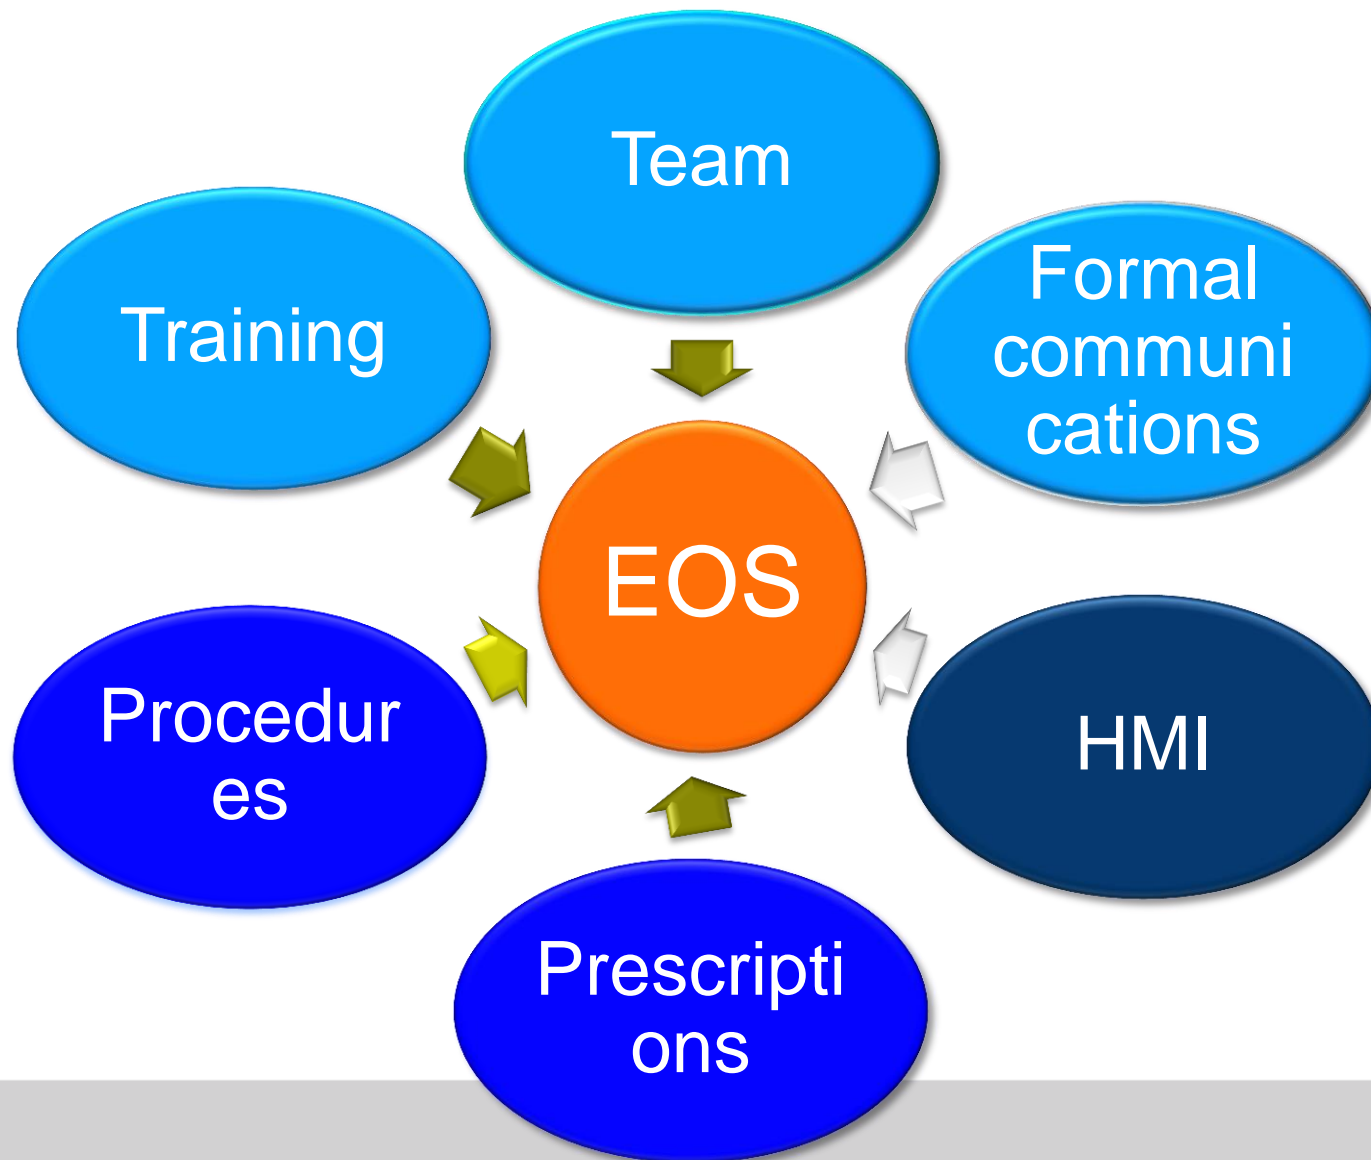 Team
Training
Formal
communi
cations
EOS
Procedur
es
HMI
Prescripti
ons